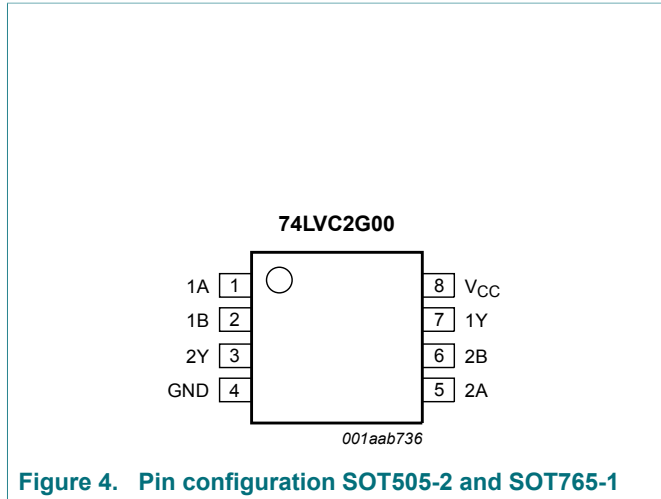 74LVC2G00
1A 1 8 VCC
1B 2 7 1Y
2Y 3 6 2B
GND 4 5 2A
001aab736
Figure 4. Pin configuration SOT505-2 and SOT765-1